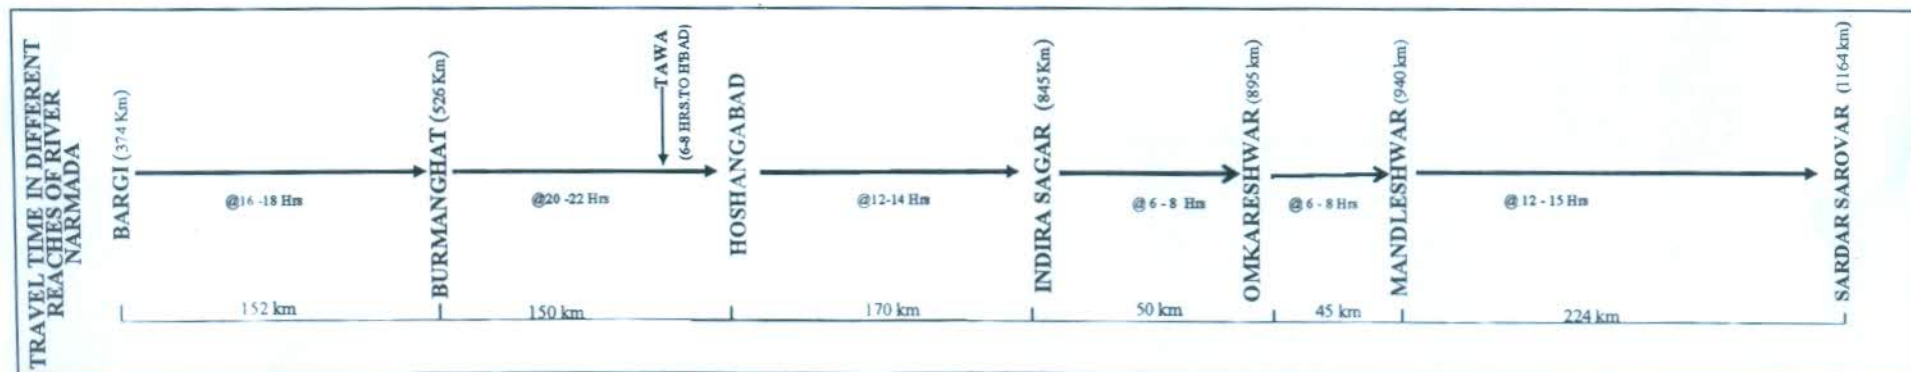 TRAVEL TIME IN DIFFERENT
REACHES OF RIVER
NARMADA
BARGI (374 Km)
@16 -18 Hrs
BURMANGHAT (526 Km)
@20 -22 Hrs
TAWA
(6-8 HRS.TO H'BAD)
HOSHANGABAD
@12-14 Hrs
INDIRA SAGAR (845 Km)
@ 6 - 8 Hrs
OMKARESHWAR (895 km)
@ 6 - 8 Hrs
MANDLESHWAR (940 km)
@ 12 - 15 Hrs
SARDAR SAROVAR (1164 km)
152 km
150 km
170 km
50 km
45 km
224 km